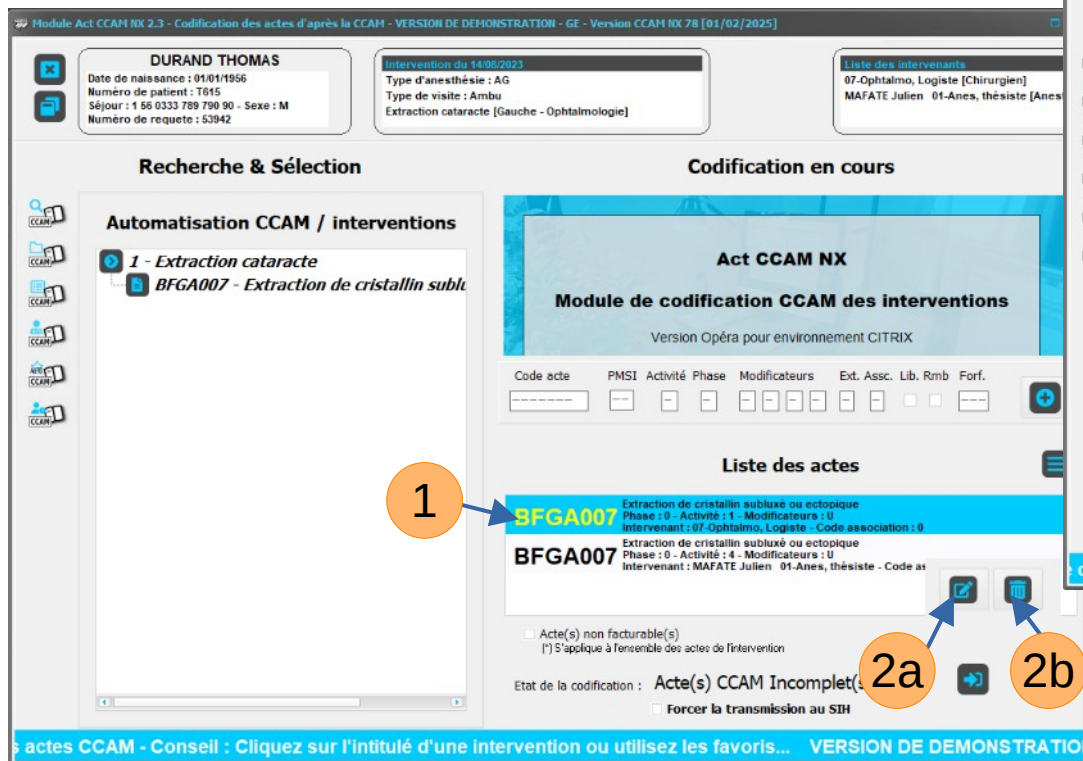 Module Act CCAM NX 2.3 - Codification des actes d'après la CCAM - VERSION DE DEMONSTRATION - GE - Version CCAM NX 78 [01/02/2025]
DURAND THOMAS
Date de naissance : 01/01/1956
Numéro de patient : T615
Séjour : 1 56 0333 789 790 90 - Sexe : M
Numéro de requete : 53942
Intervention du 14/08/2023
Type d'anesthésie : AG
Type de visite : Ambu
Extraction cataracte [Gauche - Ophtalmologie]
Liste des intervenants
07-Ophtalmo, Logiste [Chirurgien]
MAFATE Julien 01-Anes, thésiste [Anest
Recherche & Sélection
Codification en cours
CCAM
CCAM
CCAM
CCAM
CCAM
CCAM
Automatisation CCAM / interventions
1 - Extraction cataracte
BFGA007 - Extraction de cristallin sublu
Act CCAM NX
Module de codification CCAM des interventions
Version Opéra pour environnement CITRIX
Code acte PMSI Activité Phase Modificateurs Ext. Assc. Lib. Rmb Forf.
------- -- - - - - - - - - ---
Liste des actes
1
BFGA007
Extraction de cristallin subluxé ou ectopique
Phase : 0 - Activité : 1 - Modificateurs : U
Intervenant : 07-Ophtalmo, Logiste - Code association : 0
BFGA007
Extraction de cristallin subluxé ou ectopique
Phase : 0 - Activité : 4 - Modificateurs : U
Intervenant : MAFATE Julien 01-Anes, thésiste - Code as
Acte(s) non facturable(s)
(*) S'applique à l'ensemble des actes de l'intervention
2a
2b
Etat de la codification : Acte(s) CCAM Incomplet(s
Forcer la transmission au SIH
s actes CCAM - Conseil : Cliquez sur l'intitulé d'une intervention ou utilisez les favoris... VERSION DE DEMONSTRATION